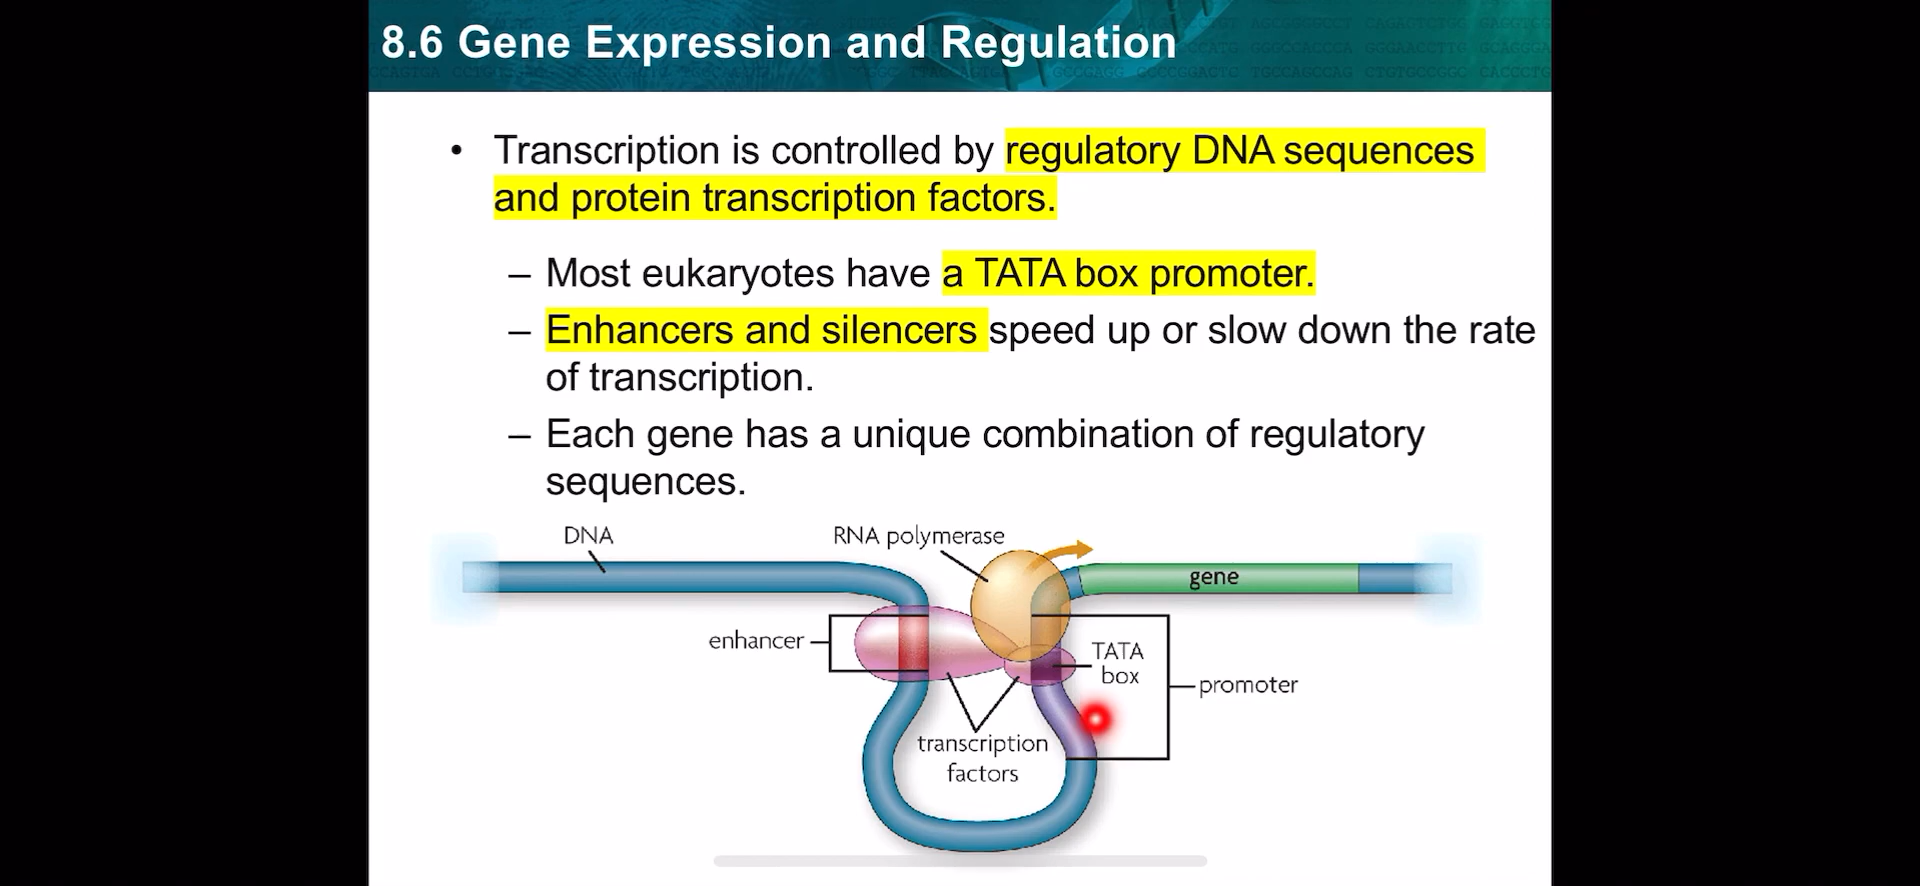 8.6 Gene Expression and Regulation
• Transcription is controlled by regulatory DNA sequences
and protein transcription factors.
– Most eukaryotes have a TATA box promoter.
– Enhancers and silencers speed up or slow down the rate
of transcription.
– Each gene has a unique combination of regulatory
sequences.
DNA
RNA polymerase
gene
enhancer
TATA
box
promoter
transcription
factors